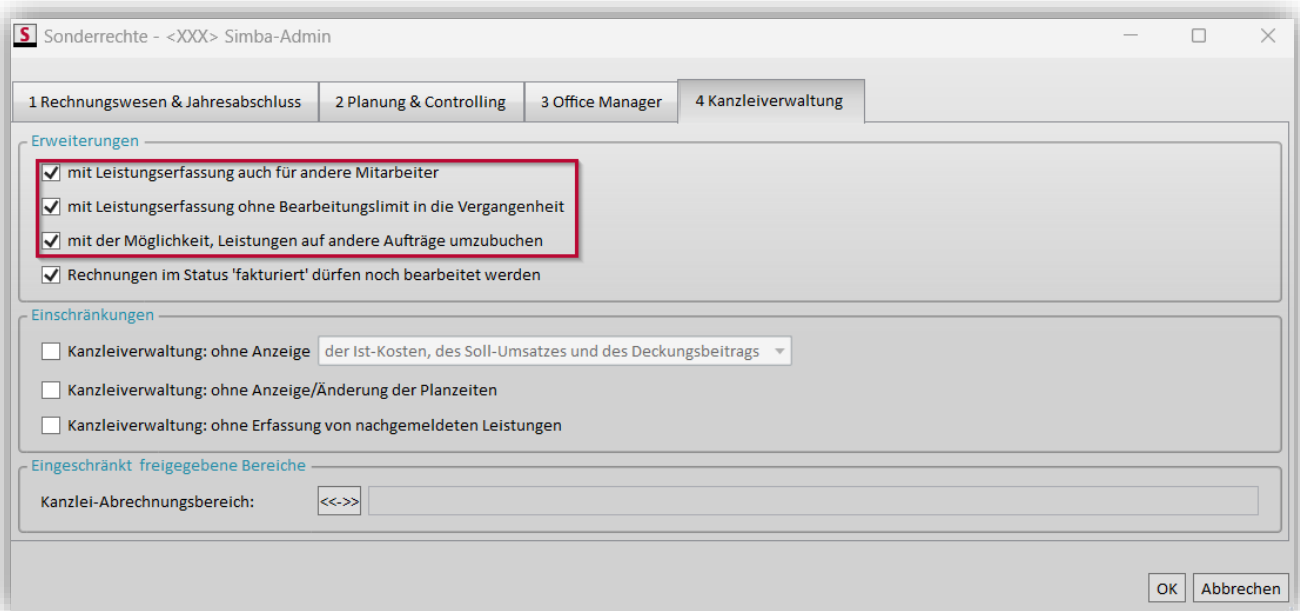 S Sonderrechte - <XXX> Simba-Admin
1 Rechnungswesen & Jahresabschluss 2 Planung & Controlling 3 Office Manager 4 Kanzleiverwaltung
Erweiterungen
mit Leistungserfassung auch für andere Mitarbeiter
mit Leistungserfassung ohne Bearbeitungslimit in die Vergangenheit
mit der Möglichkeit, Leistungen auf andere Aufträge umzubuchen
Rechnungen im Status 'fakturiert' dürfen noch bearbeitet werden
Einschränkungen
Kanzleiverwaltung: ohne Anzeige der Ist-Kosten, des Soll-Umsatzes und des Deckungsbeitrags
Kanzleiverwaltung: ohne Anzeige/Änderung der Planzeiten
Kanzleiverwaltung: ohne Erfassung von nachgemeldeten Leistungen
Eingeschränkt freigegebene Bereiche
Kanzlei-Abrechnungsbereich: <<->>
OK Abbrechen